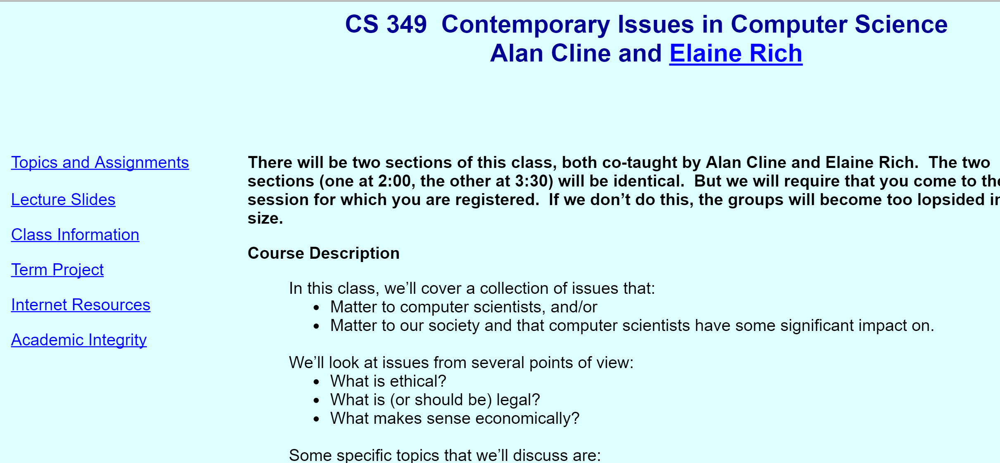 CS 349  Contemporary Issues in Computer Science
Alan Cline and Elaine Rich
Topics and Assignments
Lecture Slides
Class Information
Term Project
Internet Resources
Academic Integrity
There will be two sections of this class, both co-taught by Alan Cline and Elaine Rich.  The two
sections (one at 2:00, the other at 3:30) will be identical.  But we will require that you come to the
session for which you are registered.  If we don’t do this, the groups will become too lopsided in
size.
Course Description
In this class, we’ll cover a collection of issues that:
• Matter to computer scientists, and/or
• Matter to our society and that computer scientists have some significant impact on.
We’ll look at issues from several points of view:
• What is ethical?
• What is (or should be) legal?
• What makes sense economically?
Some specific topics that we’ll discuss are: